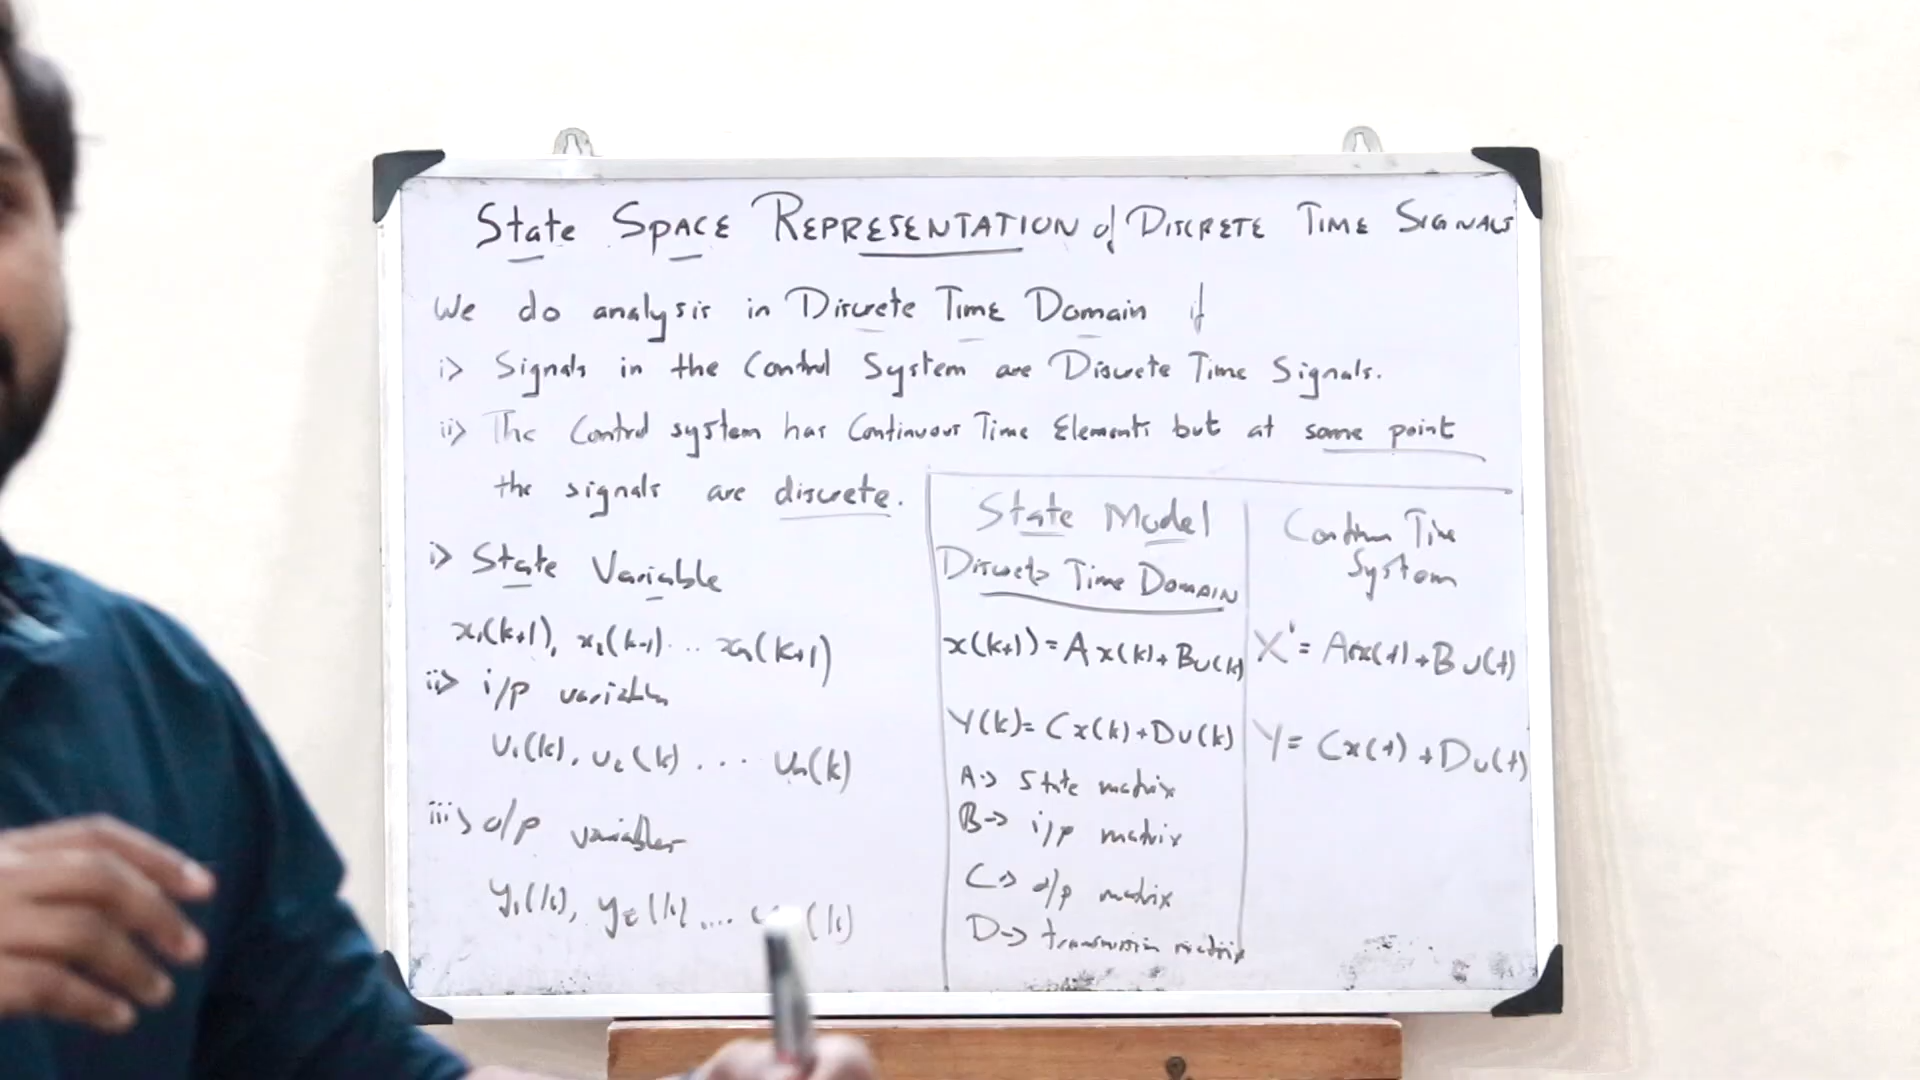 State Space REPRESENTATION of DISCRETE TIME SIGNALS
We do analysis in Discrete Time Domain if
i> Signals in the Control System are Discrete Time Signals.
ii> The Control system has Continuous Time Elements but at some point
the signals are discrete.
i> State Variable
x₁(k+1), x₂(k-1) ... xₙ(k+1)
ii> i/p variables
U₁(k), U₂(k) . . . Uₙ(k)
iii> o/p variables
y₁(k), y₂(k) .... (k)
State Model
Discrete Time DOMAIN
x(k+1) = A x(k) + BU(k)
Y(k) = Cx(k) + DU(k)
A -> State matrix
B -> i/p matrix
C -> o/p matrix
D -> transmission matrix
Time
System
Y = Cx(t) + DU(t)